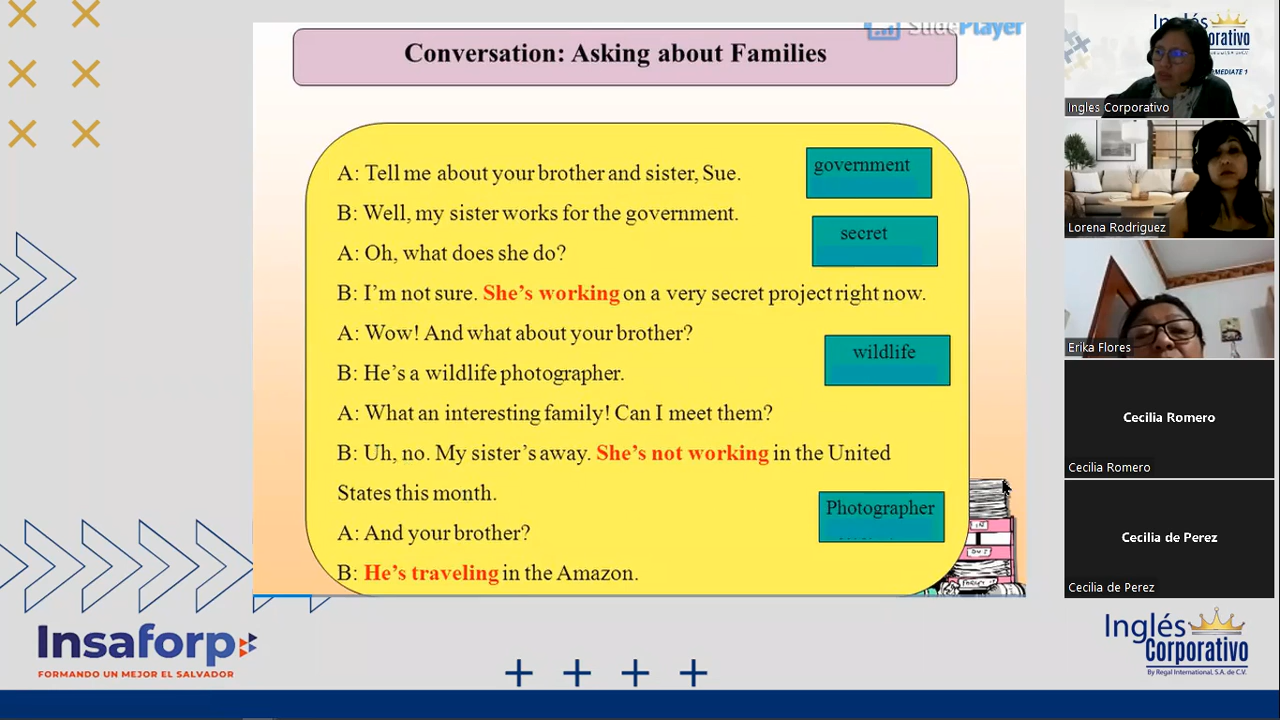 SlidePlayer
Conversation: Asking about Families
A: Tell me about your brother and sister, Sue.
B: Well, my sister works for the government.
A: Oh, what does she do?
B: I'm not sure. She's working on a very secret project right now.
A: Wow! And what about your brother?
B: He's a wildlife photographer.
A: What an interesting family! Can I meet them?
B: Uh, no. My sister's away. She's not working in the United
States this month.
A: And your brother?
B: He's traveling in the Amazon.
government
secret
wildlife
Photographer
Insaforp
FORMANDO UN MEJOR EL SALVADOR
Inglés
Corporativo
By Regal International, S.A. de C.V.
Ingles Corporativo
Lorena Rodriguez
Erika Flores
Cecilia Romero
Cecilia Romero
Cecilia de Perez
Cecilia de Perez